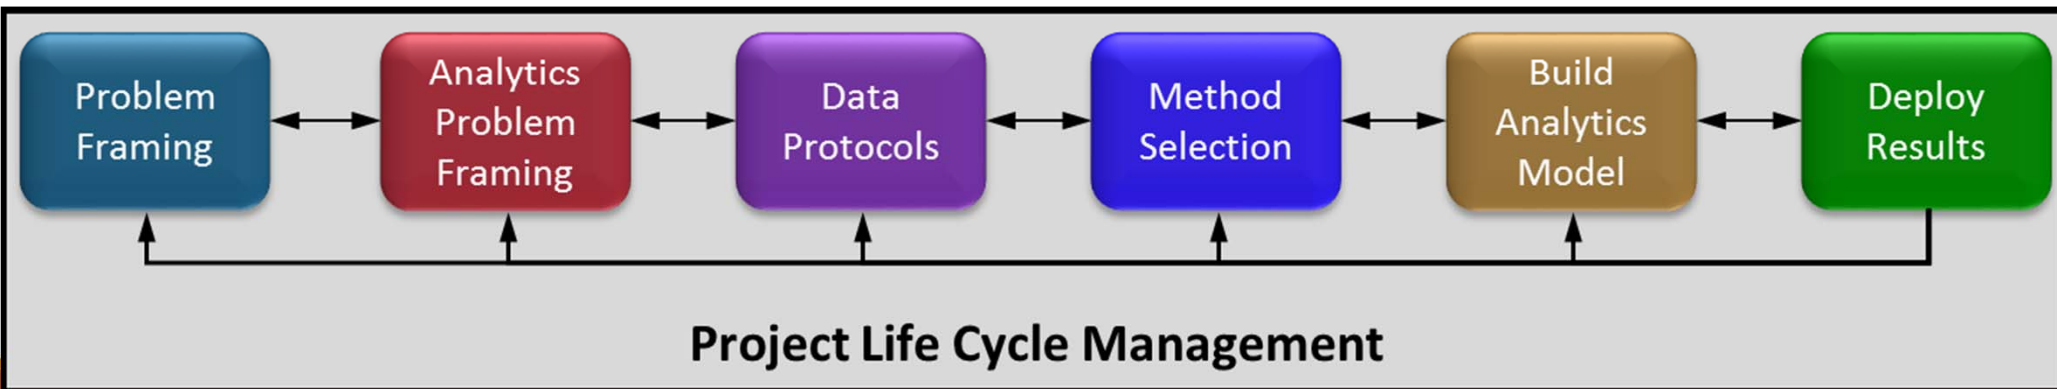 Problem
Framing
Analytics
Problem
Framing
Data
Protocols
Method
Selection
Build
Analytics
Model
Deploy
Results
Project Life Cycle Management